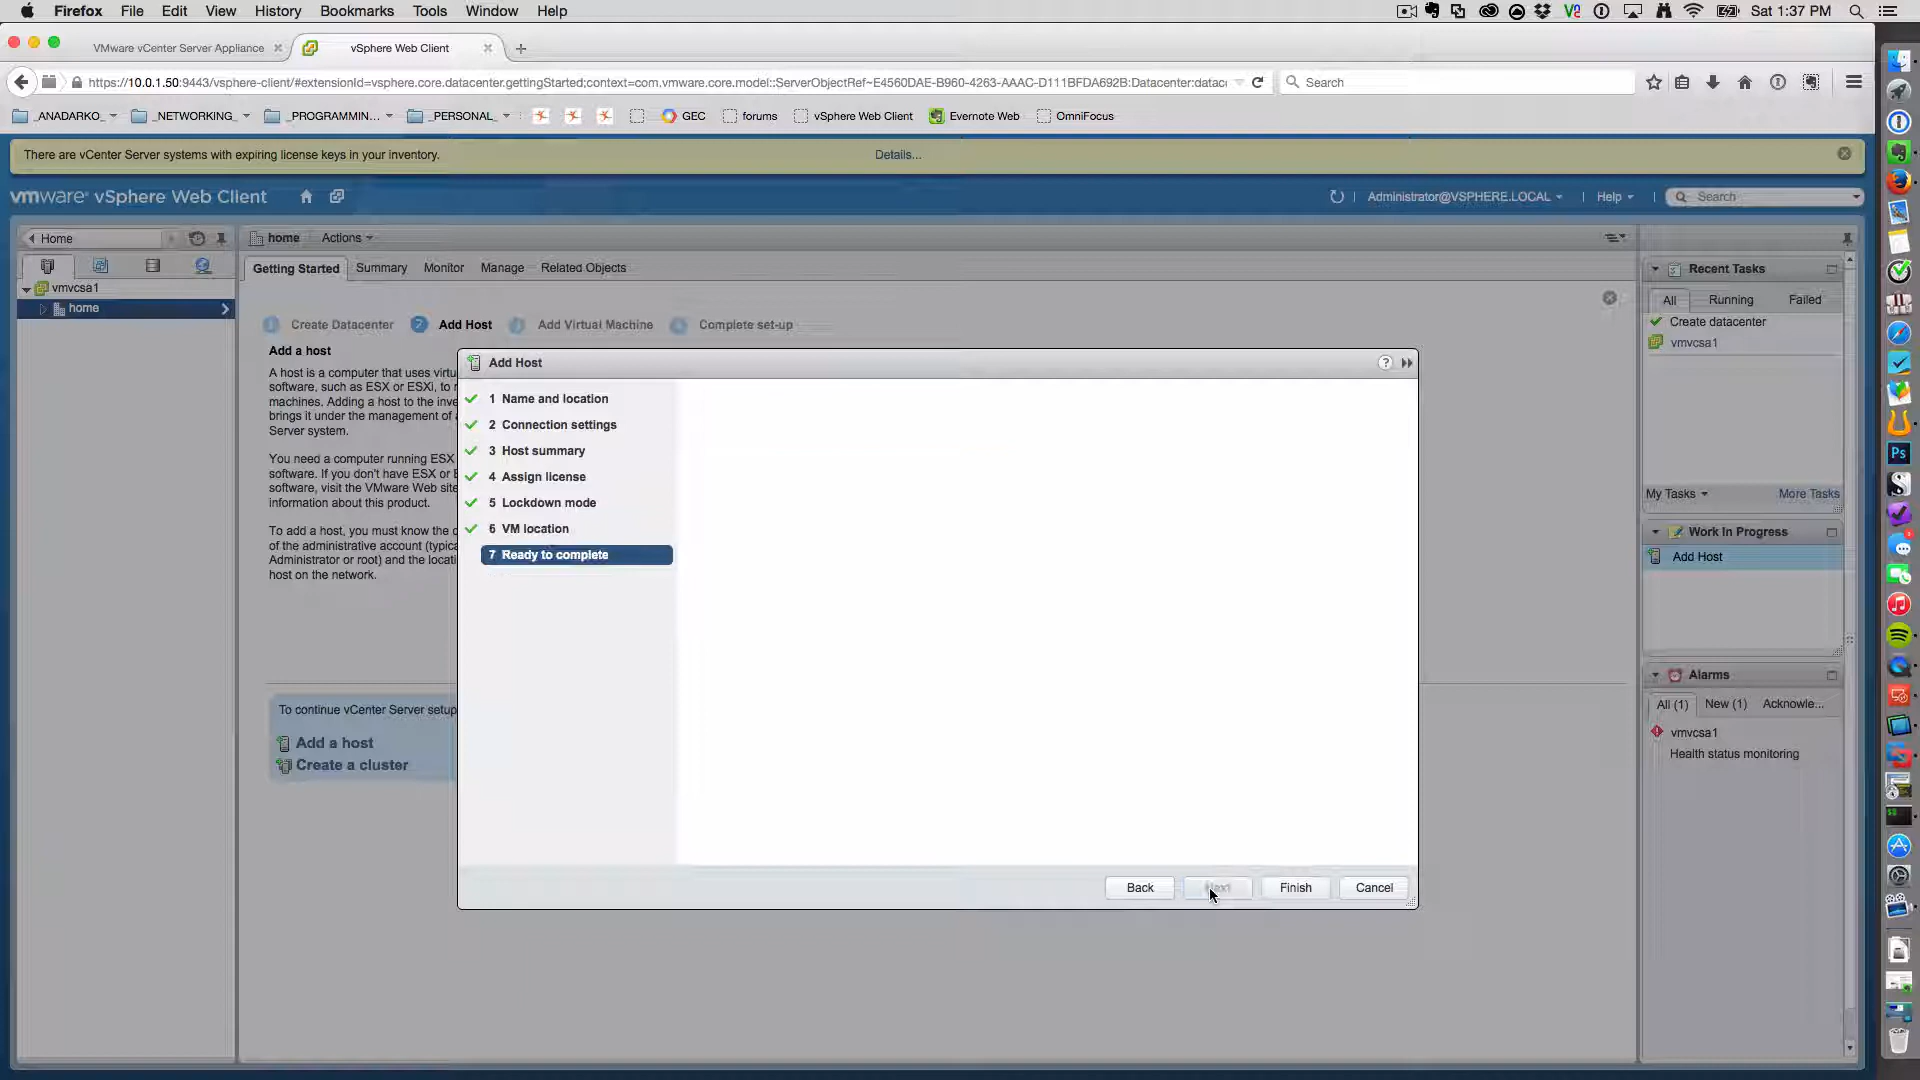 Firefox File Edit View History Bookmarks Tools Window Help Sat 1:37 PM
VMware vCenter Server Appliance vSphere Web Client
https://10.0.1.50:9443/vsphere-client/#extensionId=vsphere.core.datacenter.gettingStarted;context=com.vmware.core.model::ServerObjectRef~E4560DAE-B960-4263-AAAC-D111BFDA692B:Datacenter:datac Search
_ANADARKO_ _NETWORKING_ _PROGRAMMIN... _PERSONAL_ GEC forums vSphere Web Client Evernote Web OmniFocus
There are vCenter Server systems with expiring license keys in your inventory. Details...
vmware vSphere Web Client Administrator@VSPHERE.LOCAL Help Search
Home
vmvcsa1
home
home Actions
Getting Started Summary Monitor Manage Related Objects
Create Datacenter 2 Add Host Add Virtual Machine Complete set-up
Add a host
A host is a computer that uses virtu
software, such as ESX or ESXi, to
machines. Adding a host to the inve
brings it under the management of a
Server system.
You need a computer running ESX
software. If you don't have ESX or E
software, visit the VMware Web site
information about this product.
To add a host, you must know the c
of the administrative account (typic
Administrator or root) and the locati
host on the network.
To continue vCenter Server setup
Add a host
Create a cluster
Add Host
1 Name and location
2 Connection settings
3 Host summary
4 Assign license
5 Lockdown mode
6 VM location
7 Ready to complete
Back Next Finish Cancel
Recent Tasks
All Running Failed
Create datacenter
vmvcsa1
My Tasks More Tasks
Work In Progress
Add Host
Alarms
All (1) New (1) Acknowle...
vmvcsa1
Health status monitoring
Ps